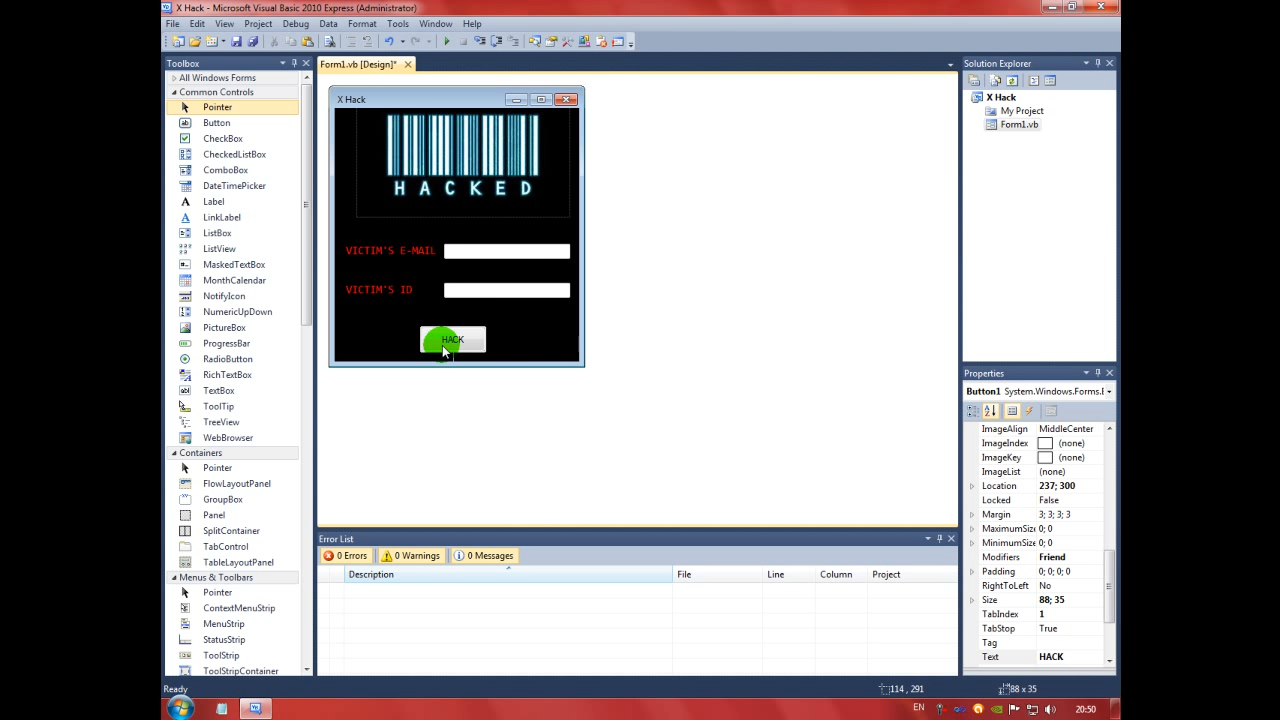 X Hack - Microsoft Visual Basic 2010 Express (Administrator)
File Edit View Project Debug Data Format Tools Window Help
Toolbox
All Windows Forms
Common Controls
Pointer
Button
CheckBox
CheckedListBox
ComboBox
DateTimePicker
Label
LinkLabel
ListBox
ListView
MaskedTextBox
MonthCalendar
NotifyIcon
NumericUpDown
PictureBox
ProgressBar
RadioButton
RichTextBox
TextBox
ToolTip
TreeView
WebBrowser
Containers
Pointer
FlowLayoutPanel
GroupBox
Panel
SplitContainer
TabControl
TableLayoutPanel
Menus & Toolbars
Pointer
ContextMenuStrip
MenuStrip
StatusStrip
ToolStrip
ToolStripContainer
Form1.vb [Design]*
X Hack
HACKED
VICTIM'S E-MAIL
VICTIM'S ID
HACK
Error List
0 Errors 0 Warnings 0 Messages
Description File Line Column Project
Solution Explorer
X Hack
My Project
Form1.vb
Properties
Button1 System.Windows.Forms.
ImageAlign MiddleCenter
ImageIndex (none)
ImageKey (none)
ImageList (none)
Location 237; 300
Locked False
Margin 3; 3; 3; 3
MaximumSize 0; 0
MinimumSize 0; 0
Modifiers Friend
Padding 0; 0; 0; 0
RightToLeft No
Size 88; 35
TabIndex 1
TabStop True
Tag
Text HACK
Ready 114 , 291 88 x 35
EN 20:50